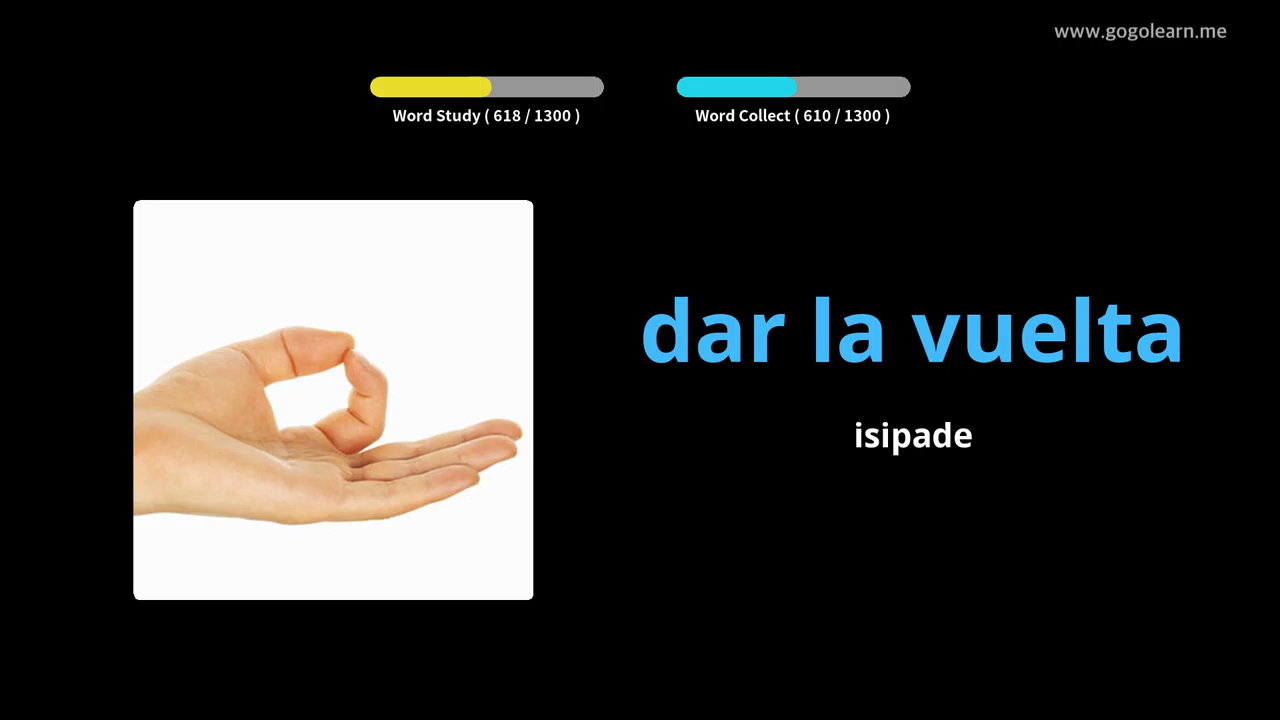 www.gogolearn.me
Word Study ( 618 / 1300 )
Word Collect ( 610 / 1300 )
dar la vuelta
isipade